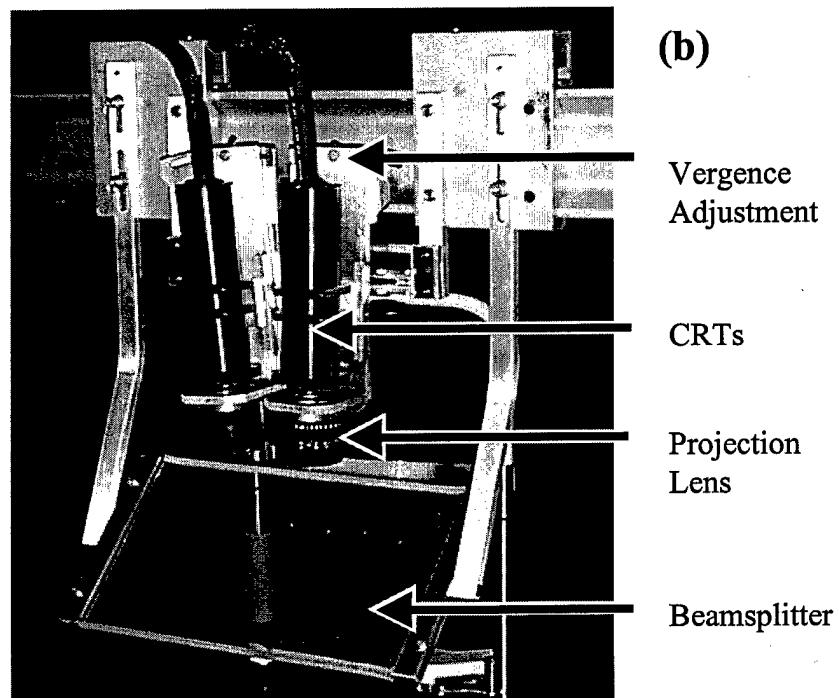 (b)
Vergence
Adjustment
CRTs
Projection
Lens
Beamsplitter